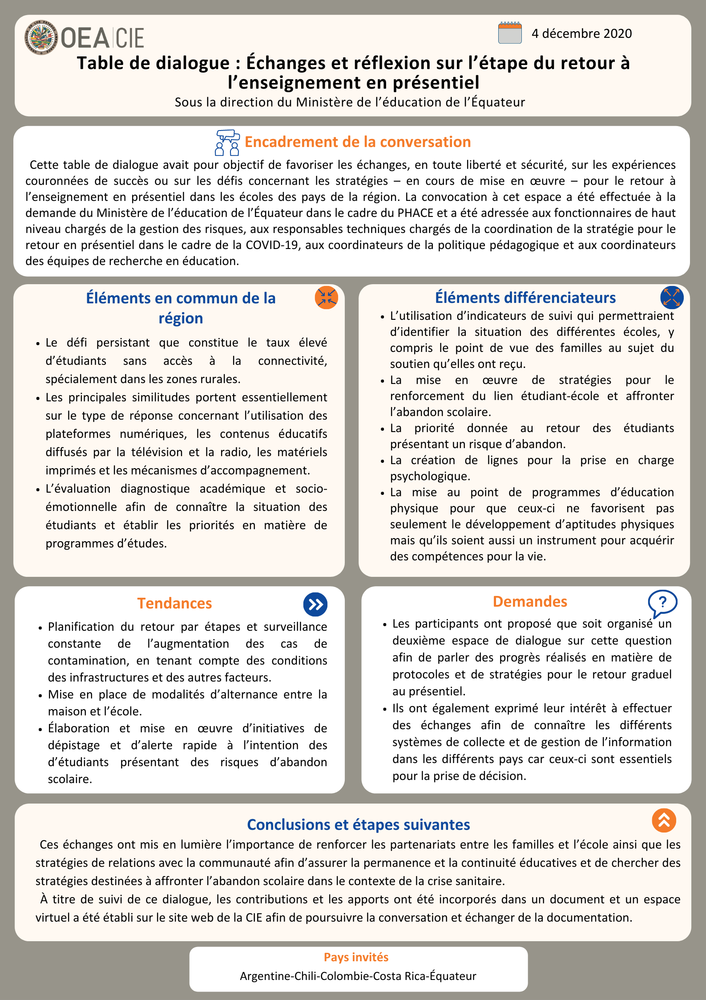 OEA CIE
ORGANIZACION DE LOS ESTADOS AMERICANOS
4 décembre 2020
Table de dialogue : Échanges et réflexion sur l’étape du retour à
l’enseignement en présentiel
Sous la direction du Ministère de l’éducation de l’Équateur
Encadrement de la conversation
Cette table de dialogue avait pour objectif de favoriser les échanges, en toute liberté et sécurité, sur les expériences
couronnées de succès ou sur les défis concernant les stratégies – en cours de mise en œuvre – pour le retour à
l’enseignement en présentiel dans les écoles des pays de la région. La convocation à cet espace a été effectuée à la
demande du Ministère de l’éducation de l’Équateur dans le cadre du PHACE et a été adressée aux fonctionnaires de haut
niveau chargés de la gestion des risques, aux responsables techniques chargés de la coordination de la stratégie pour le
retour en présentiel dans le cadre de la COVID-19, aux coordinateurs de la politique pédagogique et aux coordinateurs
des équipes de recherche en éducation.
Éléments en commun de la
région
• Le défi persistant que constitue le taux élevé
d’étudiants sans accès à la connectivité,
spécialement dans les zones rurales.
• Les principales similitudes portent essentiellement
sur le type de réponse concernant l’utilisation des
plateformes numériques, les contenus éducatifs
diffusés par la télévision et la radio, les matériels
imprimés et les mécanismes d’accompagnement.
• L’évaluation diagnostique académique et socio-
émotionnelle afin de connaître la situation des
étudiants et établir les priorités en matière de
programmes d’études.
Éléments différenciateurs
• L’utilisation d’indicateurs de suivi qui permettraient
d’identifier la situation des différentes écoles, y
compris le point de vue des familles au sujet du
soutien qu’elles ont reçu.
• La mise en œuvre de stratégies pour le
renforcement du lien étudiant-école et affronter
l’abandon scolaire.
• La priorité donnée au retour des étudiants
présentant un risque d’abandon.
• La création de lignes pour la prise en charge
psychologique.
• La mise au point de programmes d’éducation
physique pour que ceux-ci ne favorisent pas
seulement le développement d’aptitudes physiques
mais qu’ils soient aussi un instrument pour acquérir
des compétences pour la vie.
Tendances
• Planification du retour par étapes et surveillance
constante de l’augmentation des cas de
contamination, en tenant compte des conditions
des infrastructures et des autres facteurs.
• Mise en place de modalités d’alternance entre la
maison et l’école.
• Élaboration et mise en œuvre d’initiatives de
dépistage et d’alerte rapide à l’intention des
d’étudiants présentant des risques d’abandon
scolaire.
Demandes
?
• Les participants ont proposé que soit organisé un
deuxième espace de dialogue sur cette question
afin de parler des progrès réalisés en matière de
protocoles et de stratégies pour le retour graduel
au présentiel.
• Ils ont également exprimé leur intérêt à effectuer
des échanges afin de connaître les différents
systèmes de collecte et de gestion de l’information
dans les différents pays car ceux-ci sont essentiels
pour la prise de décision.
Conclusions et étapes suivantes
Ces échanges ont mis en lumière l’importance de renforcer les partenariats entre les familles et l’école ainsi que les
stratégies de relations avec la communauté afin d’assurer la permanence et la continuité éducatives et de chercher des
stratégies destinées à affronter l’abandon scolaire dans le contexte de la crise sanitaire.
À titre de suivi de ce dialogue, les contributions et les apports ont été incorporés dans un document et un espace
virtuel a été établi sur le site web de la CIE afin de poursuivre la conversation et échanger de la documentation.
Pays invités
Argentine-Chili-Colombie-Costa Rica-Équateur